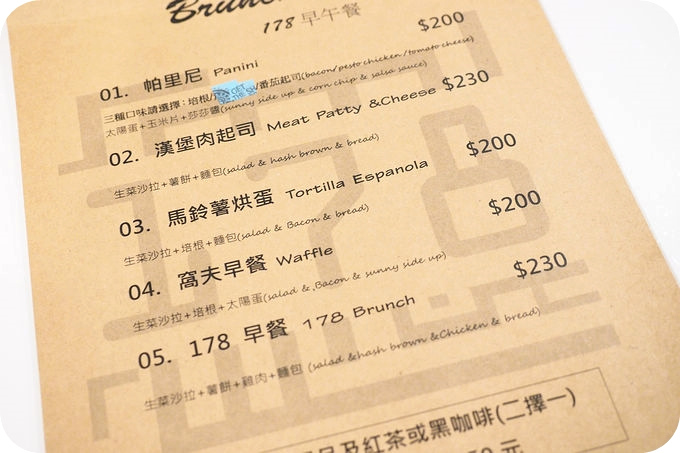 178 早午餐
01. 帕里尼 Panini $200
三種口味請選擇：培根/ /番茄起司(bacon/pesto chicken/tomato cheese)
太陽蛋+玉米片+莎莎醬(sunny side up & corn chip & salsa sauce)
02. 漢堡肉起司 Meat Patty &Cheese $230
生菜沙拉+薯餅+麵包(salad & hash brown & bread)
03. 馬鈴薯烘蛋 Tortilla Espanola $200
生菜沙拉+培根+麵包(salad & Bacon & bread)
04. 窩夫早餐 Waffle $200
生菜沙拉+培根+太陽蛋(salad & Bacon & sunny side up)
05. 178 早餐 178 Brunch $230
生菜沙拉+薯餅+雞肉+麵包 (salad &hash brown &Chicken & bread)
品及紅茶或黑咖啡(二擇一)
元
178